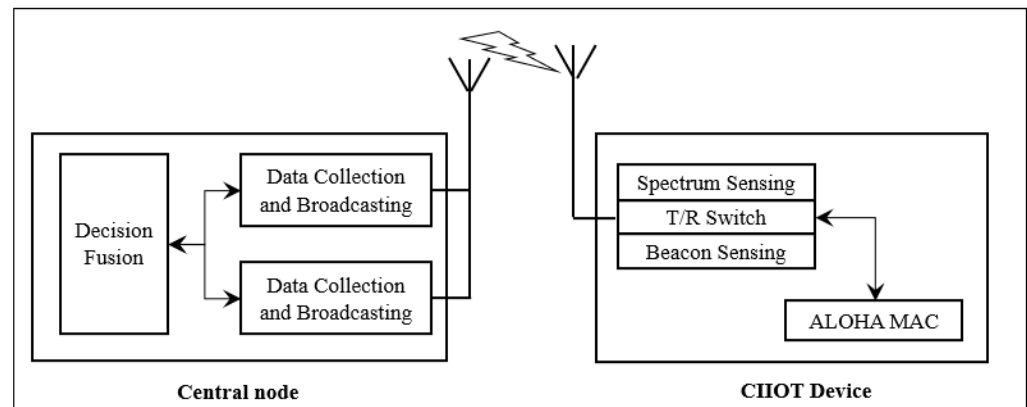 Decision
Fusion
Data Collection
and Broadcasting
Data Collection
and Broadcasting
Central node
Spectrum Sensing
T/R Switch
Beacon Sensing
ALOHA MAC
CIIOT Device